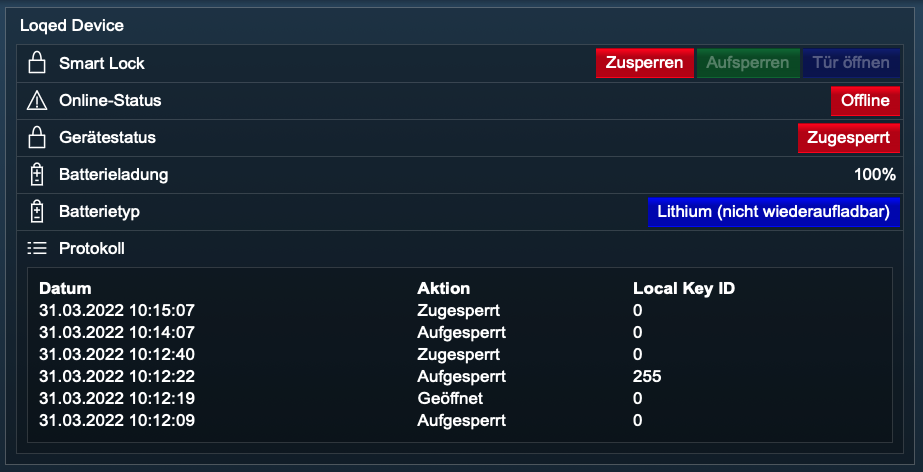 Loqed Device
Smart Lock Zusperren Aufsperren Tür öffnen
Online-Status Offline
Gerätestatus Zugesperrt
Batterieladung 100%
Batterietyp Lithium (nicht wiederaufladbar)
Protokoll
Datum Aktion Local Key ID
31.03.2022 10:15:07 Zugesperrt 0
31.03.2022 10:14:07 Aufgesperrt 0
31.03.2022 10:12:40 Zugesperrt 0
31.03.2022 10:12:22 Aufgesperrt 255
31.03.2022 10:12:19 Geöffnet 0
31.03.2022 10:12:09 Aufgesperrt 0